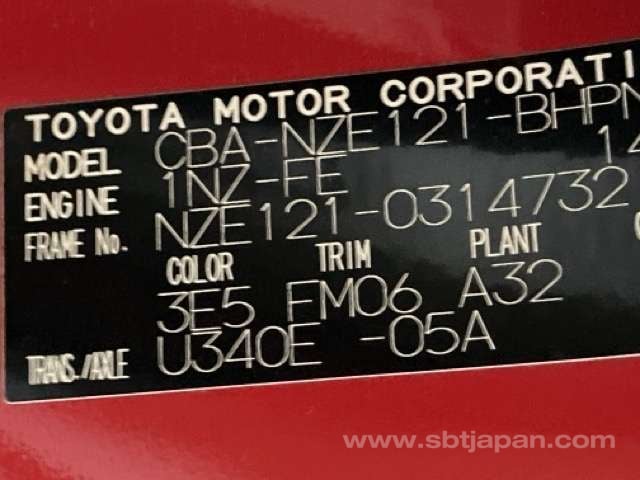 TOYOTA MOTOR CORPORATI
MODEL CBA-NZE121-BHPN
ENGINE 1NZ-FE 14
FRAME No. NZE121-0314732
COLOR TRIM PLANT
3E5 FM06 A32
TRANS./AXLE U340E -05A
www.sbtjapan.com